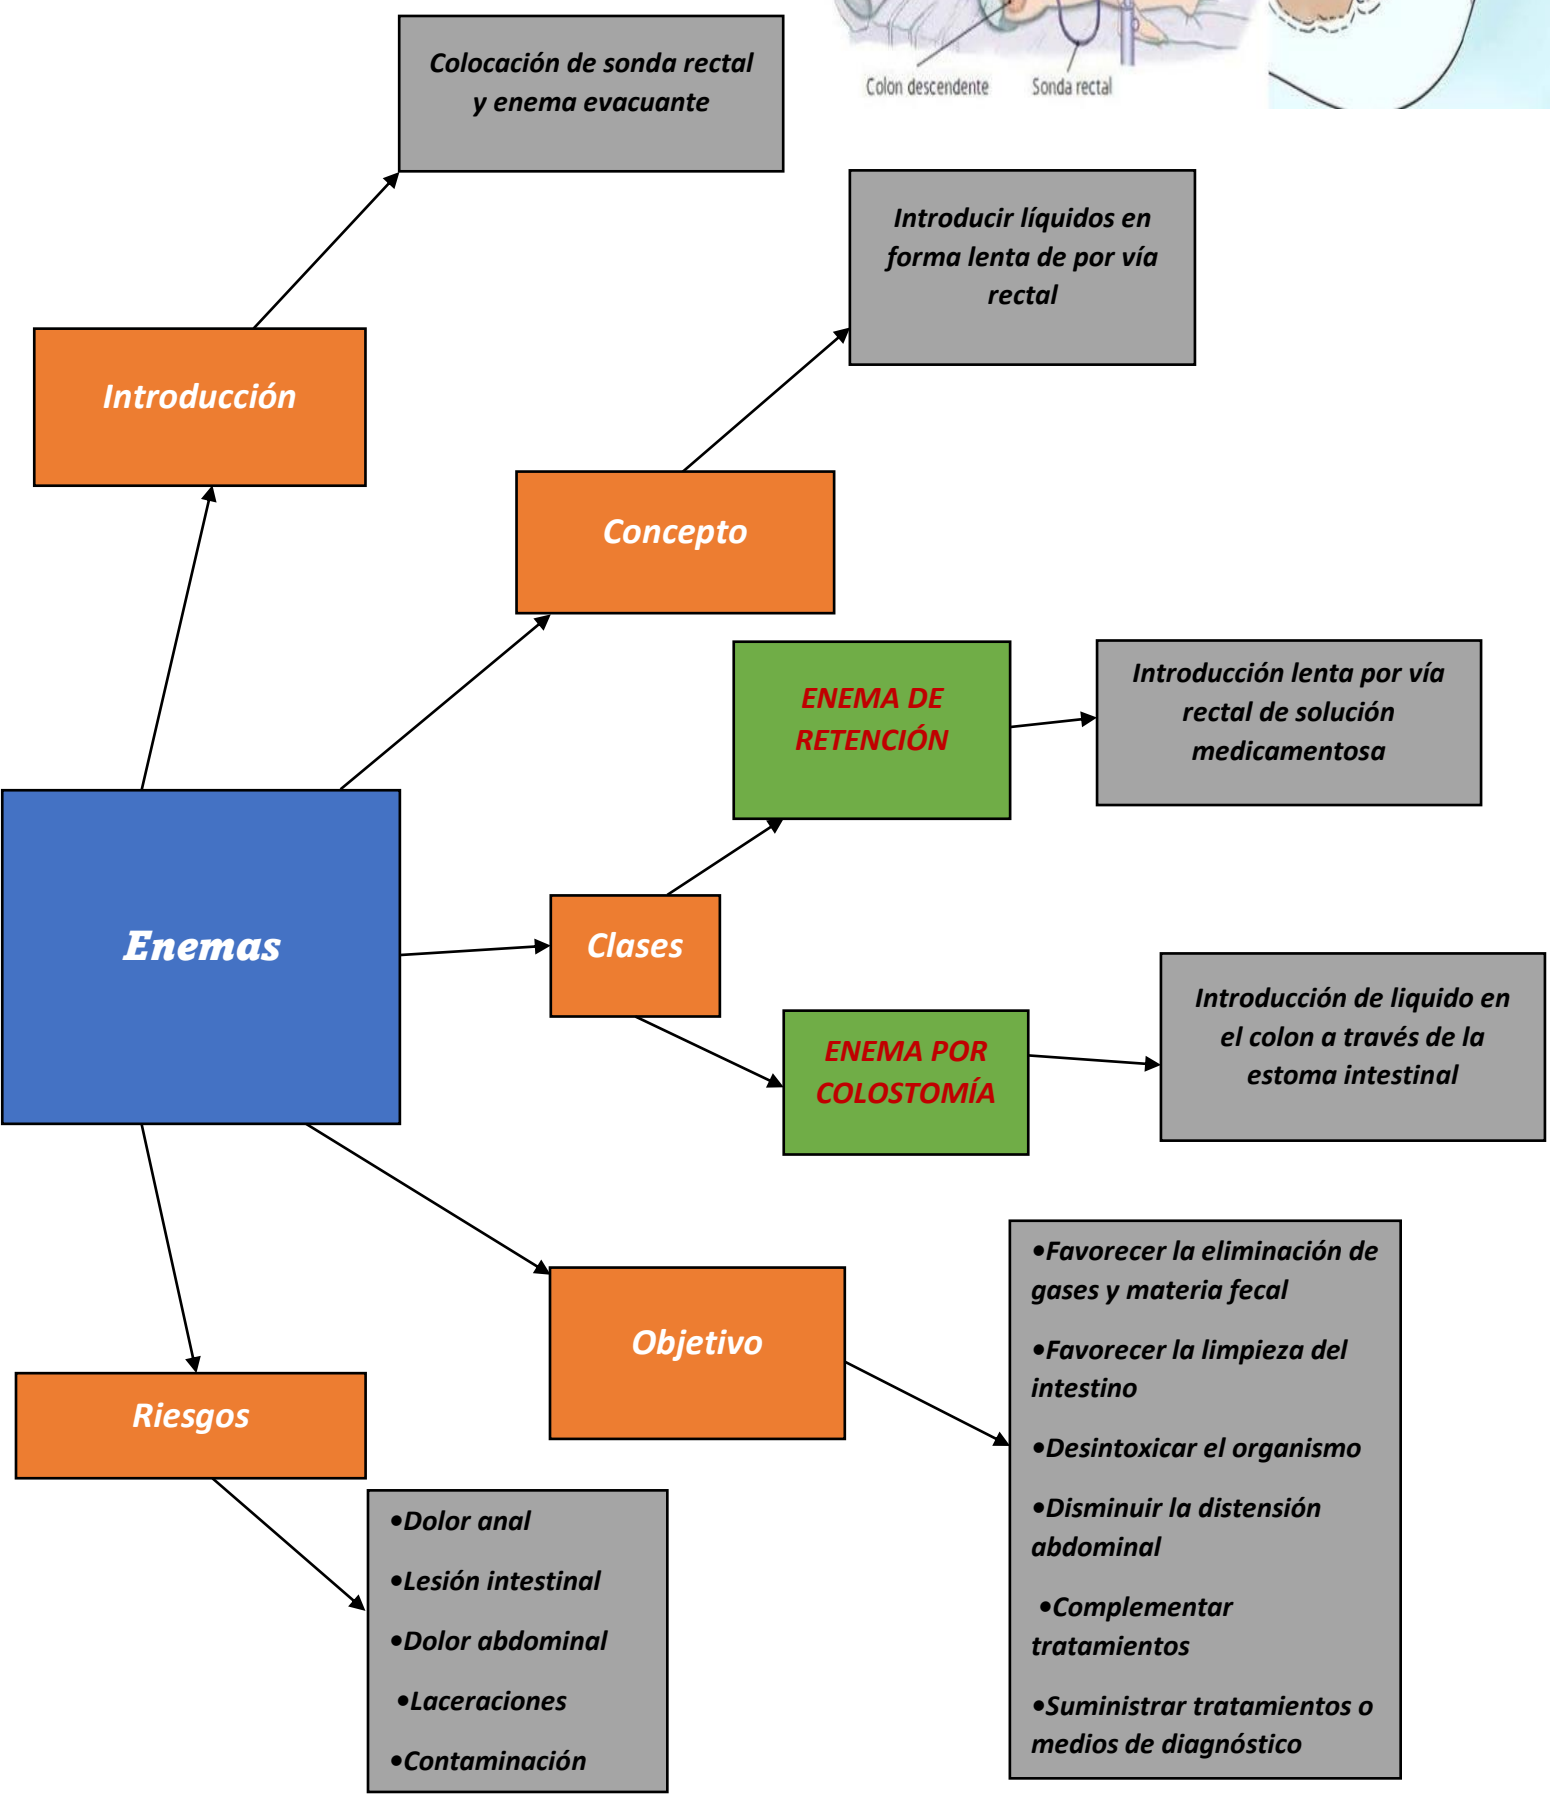 Colon descendente
Sonda rectal
Colocación de sonda rectal
y enema evacuante
Introducir líquidos en
forma lenta de por vía
rectal
Introducción
Concepto
ENEMA DE
RETENCIÓN
Introducción lenta por vía
rectal de solución
medicamentosa
Enemas
Clases
ENEMA POR
COLOSTOMÍA
Introducción de liquido en
el colon a través de la
estoma intestinal
Objetivo
•Favorecer la eliminación de
gases y materia fecal
•Favorecer la limpieza del
intestino
•Desintoxicar el organismo
•Disminuir la distensión
abdominal
•Complementar
tratamientos
•Suministrar tratamientos o
medios de diagnóstico
Riesgos
•Dolor anal
•Lesión intestinal
•Dolor abdominal
•Laceraciones
•Contaminación